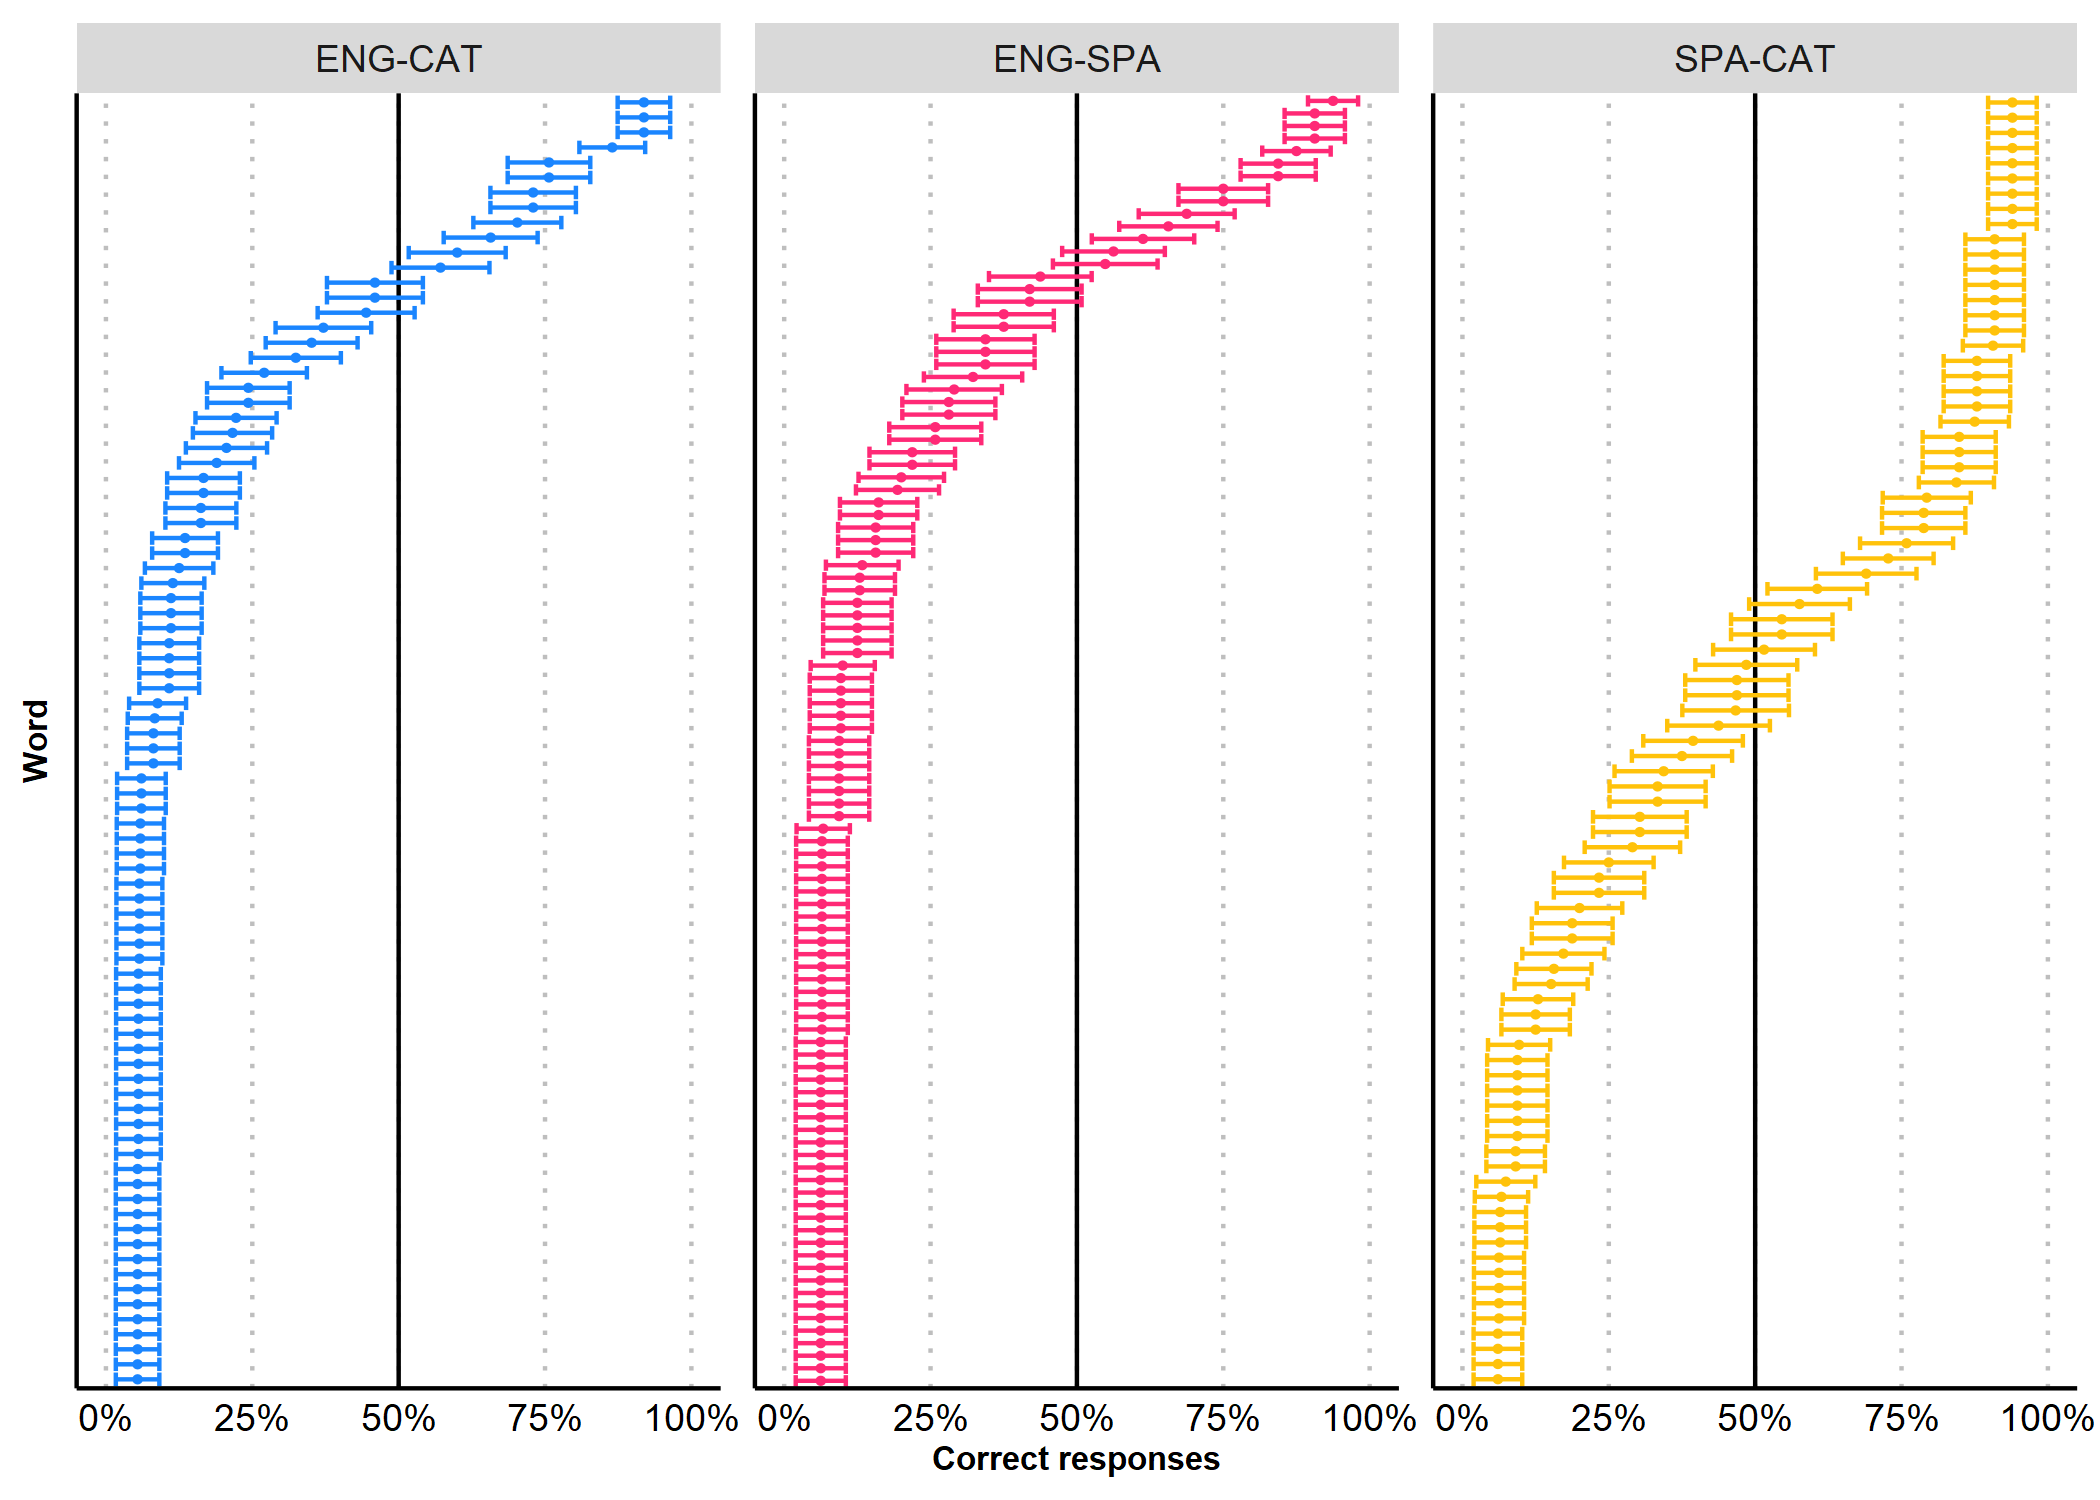 ENG-CAT ENG-SPA SPA-CAT
Word
0% 25% 50% 75% 100% 0% 25% 50% 75% 100% 0% 25% 50% 75% 100%
Correct responses